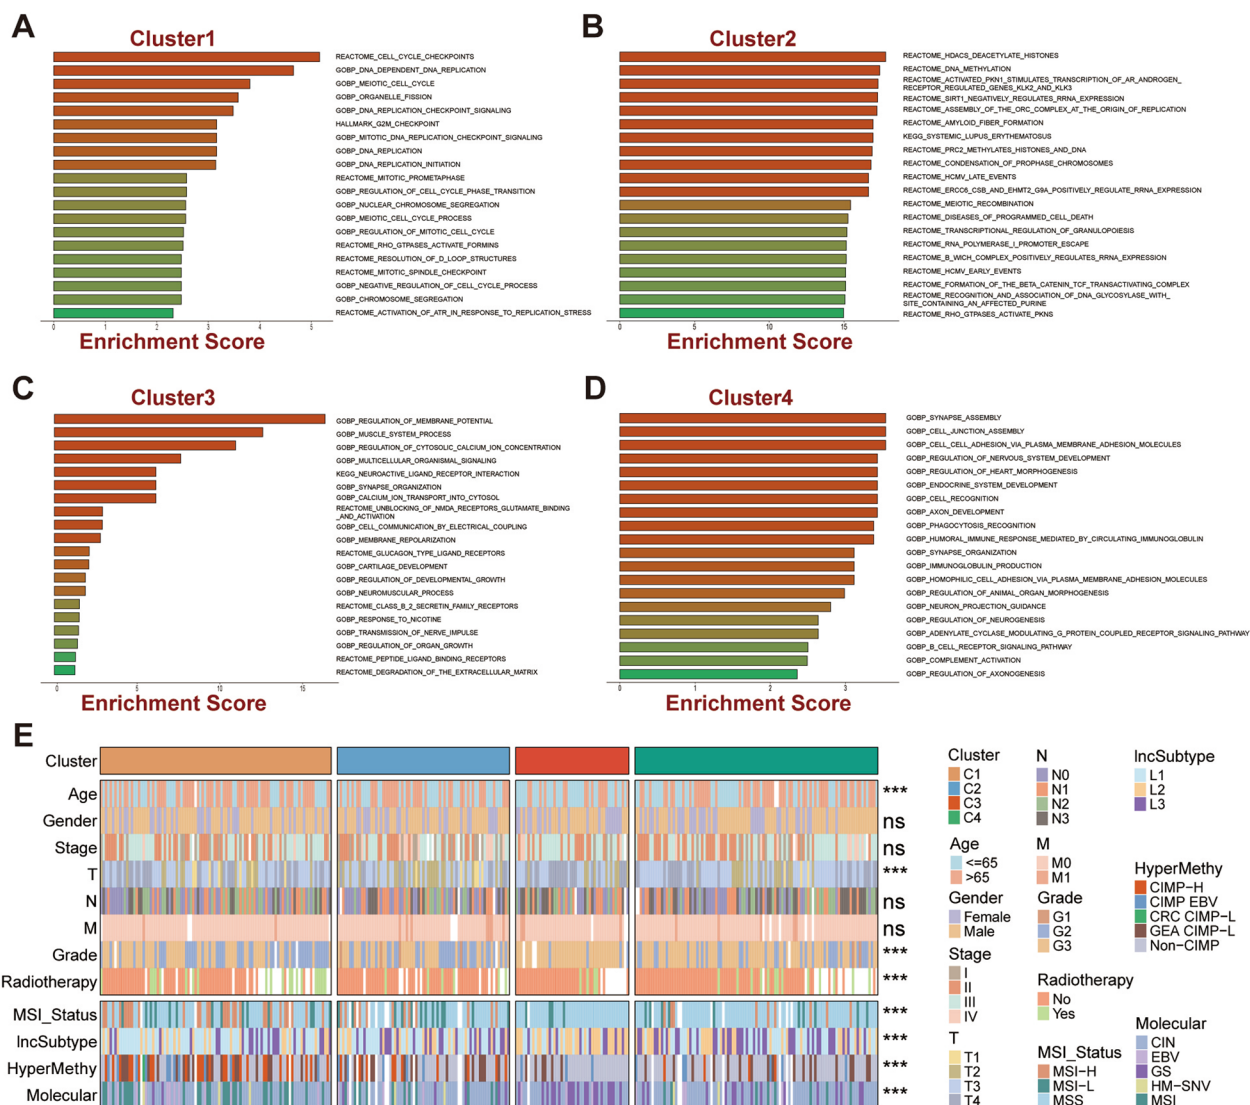 A
Cluster1
REACTOME_CELL_CYCLE_CHECKPOINTS
GOBP_DNA_DEPENDENT_DNA_REPLICATION
GOBP_MEIOTIC_CELL_CYCLE
GOBP_ORGANELLE_FISSION
GOBP_DNA_REPLICATION_CHECKPOINT_SIGNALING
HALLMARK_G2M_CHECKPOINT
GOBP_MITOTIC_DNA_REPLICATION_CHECKPOINT_SIGNALING
GOBP_DNA_REPLICATION
GOBP_DNA_REPLICATION_INITIATION
REACTOME_MITOTIC_PROMETAPHASE
GOBP_REGULATION_OF_CELL_CYCLE_PHASE_TRANSITION
GOBP_NUCLEAR_CHROMOSOME_SEGREGATION
GOBP_MEIOTIC_CELL_CYCLE_PROCESS
GOBP_REGULATION_OF_MITOTIC_CELL_CYCLE
REACTOME_RHO_GTPASES_ACTIVATE_FORMINS
REACTOME_RESOLUTION_OF_D_LOOP_STRUCTURES
REACTOME_MITOTIC_SPINDLE_CHECKPOINT
GOBP_NEGATIVE_REGULATION_OF_CELL_CYCLE_PROCESS
GOBP_CHROMOSOME_SEGREGATION
REACTOME_ACTIVATION_OF_ATR_IN_RESPONSE_TO_REPLICATION_STRESS
0 1 2 3 4 5
Enrichment Score
B
Cluster2
REACTOME_HDACS_DEACETYLATE_HISTONES
REACTOME_DNA_METHYLATION
REACTOME_ACTIVATED_PKN1_STIMULATES_TRANSCRIPTION_OF_AR_ANDROGEN_
RECEPTOR_REGULATED_GENES_KLK2_AND_KLK3
REACTOME_SIRT1_NEGATIVELY_REGULATES_RRNA_EXPRESSION
REACTOME_ASSEMBLY_OF_THE_ORC_COMPLEX_AT_THE_ORIGIN_OF_REPLICATION
REACTOME_AMYLOID_FIBER_FORMATION
KEGG_SYSTEMIC_LUPUS_ERYTHEMATOSUS
REACTOME_PRC2_METHYLATES_HISTONES_AND_DNA
REACTOME_CONDENSATION_OF_PROPHASE_CHROMOSOMES
REACTOME_HCMV_LATE_EVENTS
REACTOME_ERCC6_CSB_AND_EHMT2_G9A_POSITIVELY_REGULATE_RRNA_EXPRESSION
REACTOME_MEIOTIC_RECOMBINATION
REACTOME_DISEASES_OF_PROGRAMMED_CELL_DEATH
REACTOME_TRANSCRIPTIONAL_REGULATION_OF_GRANULOPOIESIS
REACTOME_RNA_POLYMERASE_I_PROMOTER_ESCAPE
REACTOME_B_WICH_COMPLEX_POSITIVELY_REGULATES_RRNA_EXPRESSION
REACTOME_HCMV_EARLY_EVENTS
REACTOME_FORMATION_OF_THE_BETA_CATENIN_TCF_TRANSACTIVATING_COMPLEX
REACTOME_RECOGNITION_AND_ASSOCIATION_OF_DNA_GLYCOSYLASE_WITH_
SITE_CONTAINING_AN_AFFECTED_PURINE
REACTOME_RHO_GTPASES_ACTIVATE_PKNS
0 5 10 15
Enrichment Score
C
Cluster3
GOBP_REGULATION_OF_MEMBRANE_POTENTIAL
GOBP_MUSCLE_SYSTEM_PROCESS
GOBP_REGULATION_OF_CYTOSOLIC_CALCIUM_ION_CONCENTRATION
GOBP_MULTICELLULAR_ORGANISMAL_SIGNALING
KEGG_NEUROACTIVE_LIGAND_RECEPTOR_INTERACTION
GOBP_SYNAPSE_ORGANIZATION
GOBP_CALCIUM_ION_TRANSPORT_INTO_CYTOSOL
REACTOME_UNBLOCKING_OF_NMDA_RECEPTORS_GLUTAMATE_BINDING
_AND_ACTIVATION
GOBP_CELL_COMMUNICATION_BY_ELECTRICAL_COUPLING
GOBP_MEMBRANE_REPOLARIZATION
REACTOME_GLUCAGON_TYPE_LIGAND_RECEPTORS
GOBP_CARTILAGE_DEVELOPMENT
GOBP_REGULATION_OF_DEVELOPMENTAL_GROWTH
GOBP_NEUROMUSCULAR_PROCESS
REACTOME_CLASS_B_2_SECRETIN_FAMILY_RECEPTORS
GOBP_RESPONSE_TO_NICOTINE
GOBP_TRANSMISSION_OF_NERVE_IMPULSE
GOBP_REGULATION_OF_ORGAN_GROWTH
REACTOME_PEPTIDE_LIGAND_BINDING_RECEPTORS
REACTOME_DEGRADATION_OF_THE_EXTRACELLULAR_MATRIX
0 5 10 15
Enrichment Score
D
Cluster4
GOBP_SYNAPSE_ASSEMBLY
GOBP_CELL_JUNCTION_ASSEMBLY
GOBP_CELL_CELL_ADHESION_VIA_PLASMA_MEMBRANE_ADHESION_MOLECULES
GOBP_REGULATION_OF_NERVOUS_SYSTEM_DEVELOPMENT
GOBP_REGULATION_OF_HEART_MORPHOGENESIS
GOBP_ENDOCRINE_SYSTEM_DEVELOPMENT
GOBP_CELL_RECOGNITION
GOBP_AXON_DEVELOPMENT
GOBP_PHAGOCYTOSIS_RECOGNITION
GOBP_HUMORAL_IMMUNE_RESPONSE_MEDIATED_BY_CIRCULATING_IMMUNOGLOBULIN
GOBP_SYNAPSE_ORGANIZATION
GOBP_IMMUNOGLOBULIN_PRODUCTION
GOBP_HOMOPHILIC_CELL_ADHESION_VIA_PLASMA_MEMBRANE_ADHESION_MOLECULES
GOBP_REGULATION_OF_ANIMAL_ORGAN_MORPHOGENESIS
GOBP_NEURON_PROJECTION_GUIDANCE
GOBP_REGULATION_OF_NEUROGENESIS
GOBP_ADENYLATE_CYCLASE_MODULATING_G_PROTEIN_COUPLED_RECEPTOR_SIGNALING_PATHWAY
GOBP_B_CELL_RECEPTOR_SIGNALING_PATHWAY
GOBP_COMPLEMENT_ACTIVATION
GOBP_REGULATION_OF_AXONOGENESIS
0 1 2 3
Enrichment Score
E
Cluster
Age ***
Gender ns
Stage ns
T ***
N ns
M ns
Grade ***
Radiotherapy ***
MSI_Status ***
lncSubtype ***
HyperMethy ***
Molecular ***
Cluster
C1
C2
C3
C4
Age
<=65
>65
Gender
Female
Male
Stage
I
II
III
IV
T
T1
T2
T3
T4
N
N0
N1
N2
N3
M
M0
M1
Grade
G1
G2
G3
Radiotherapy
No
Yes
MSI_Status
MSI-H
MSI-L
MSS
lncSubtype
L1
L2
L3
HyperMethy
CIMP-H
CIMP EBV
CRC CIMP-L
GEA CIMP-L
Non-CIMP
Molecular
CIN
EBV
GS
HM-SNV
MSI